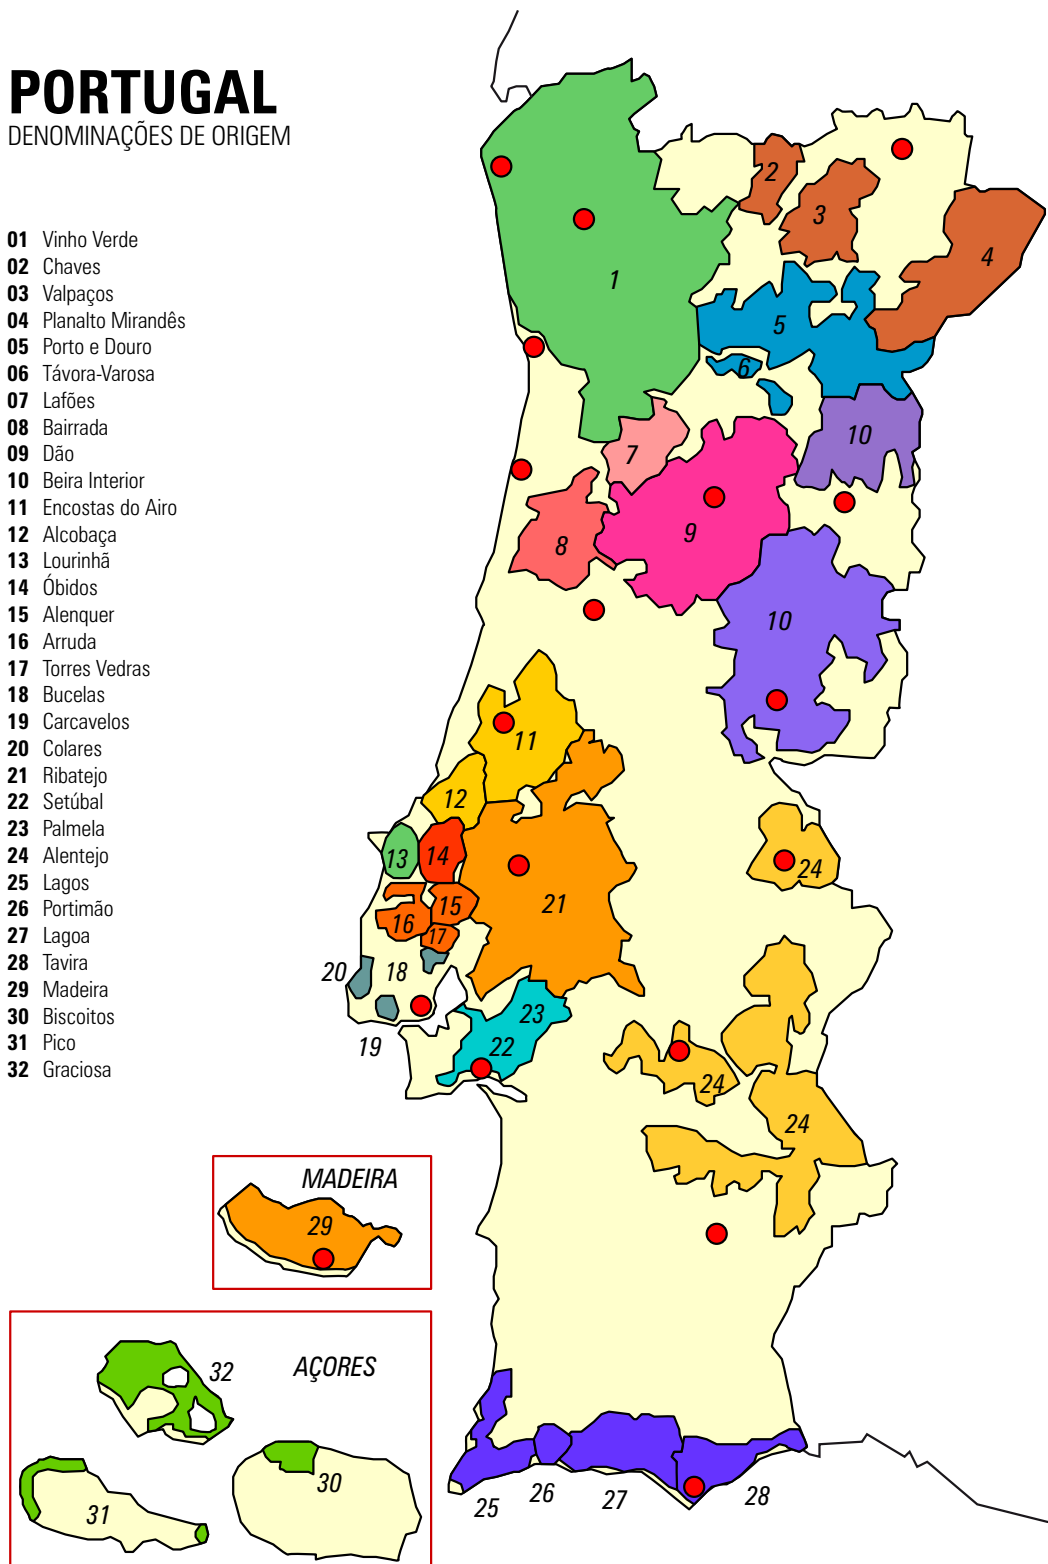 PORTUGAL
DENOMINAÇÕES DE ORIGEM
01 Vinho Verde
02 Chaves
03 Valpaços
04 Planalto Mirandês
05 Porto e Douro
06 Távora-Varosa
07 Lafões
08 Bairrada
09 Dão
10 Beira Interior
11 Encostas do Airo
12 Alcobaça
13 Lourinhã
14 Óbidos
15 Alenquer
16 Arruda
17 Torres Vedras
18 Bucelas
19 Carcavelos
20 Colares
21 Ribatejo
22 Setúbal
23 Palmela
24 Alentejo
25 Lagos
26 Portimão
27 Lagoa
28 Tavira
29 Madeira
30 Biscoitos
31 Pico
32 Graciosa
2
3
4
1
5
6
10
7
9
8
10
11
12
13
14
24
15
21
16
17
20
18
23
19
22
24
24
MADEIRA
29
AÇORES
32
30
31
25
26
27
28